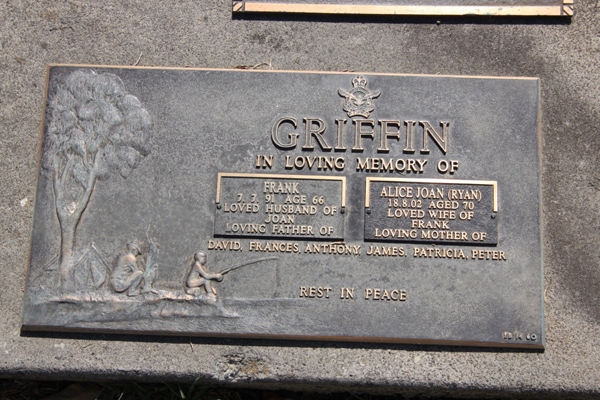 GRIFFIN
IN LOVING MEMORY OF
FRANK
7. 7. 91 AGE 66
LOVED HUSBAND OF
JOAN
LOVING FATHER OF
ALICE JOAN (RYAN)
18.8.02 AGED 70
LOVED WIFE OF
FRANK
LOVING MOTHER OF
DAVID, FRANCES, ANTHONY, JAMES, PATRICIA, PETER
REST IN PEACE